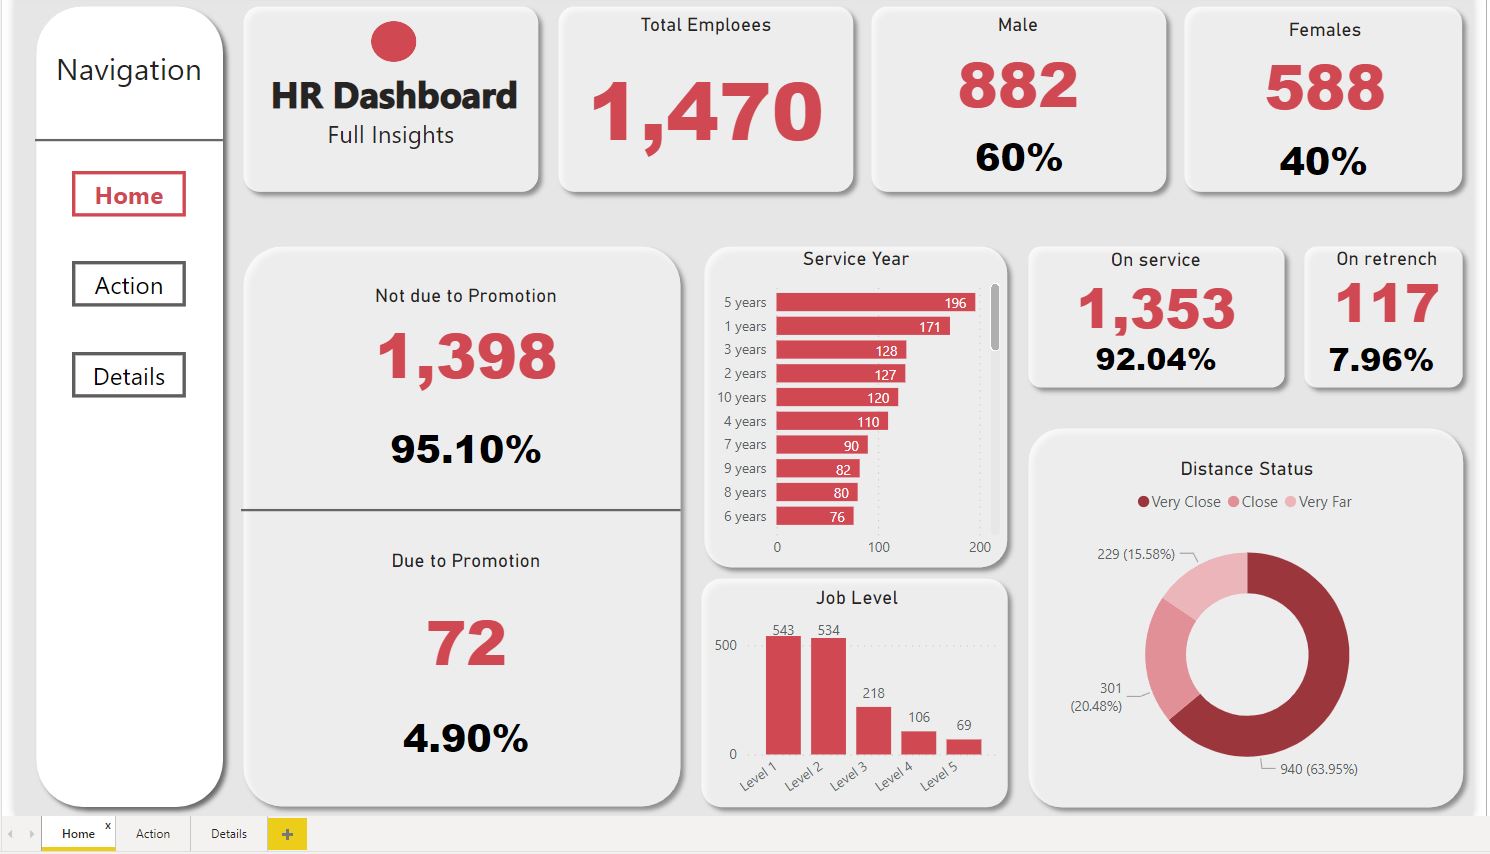 Navigation
Home
Action
Details
HR Dashboard
Full Insights
Total Emploees
1,470
Male
882
60%
Females
588
40%
Not due to Promotion
1,398
95.10%
Due to Promotion
72
4.90%
Service Year
5 years 196
1 years 171
3 years 128
2 years 127
10 years 120
4 years 110
7 years 90
9 years 82
8 years 80
6 years 76
0 100 200
Job Level
500
0
543 534 218 106 69
Level 1 Level 2 Level 3 Level 4 Level 5
On service
1,353
92.04%
On retrench
117
7.96%
Distance Status
Very Close Close Very Far
229 (15.58%)
301
(20.48%)
940 (63.95%)
Home x Action Details +